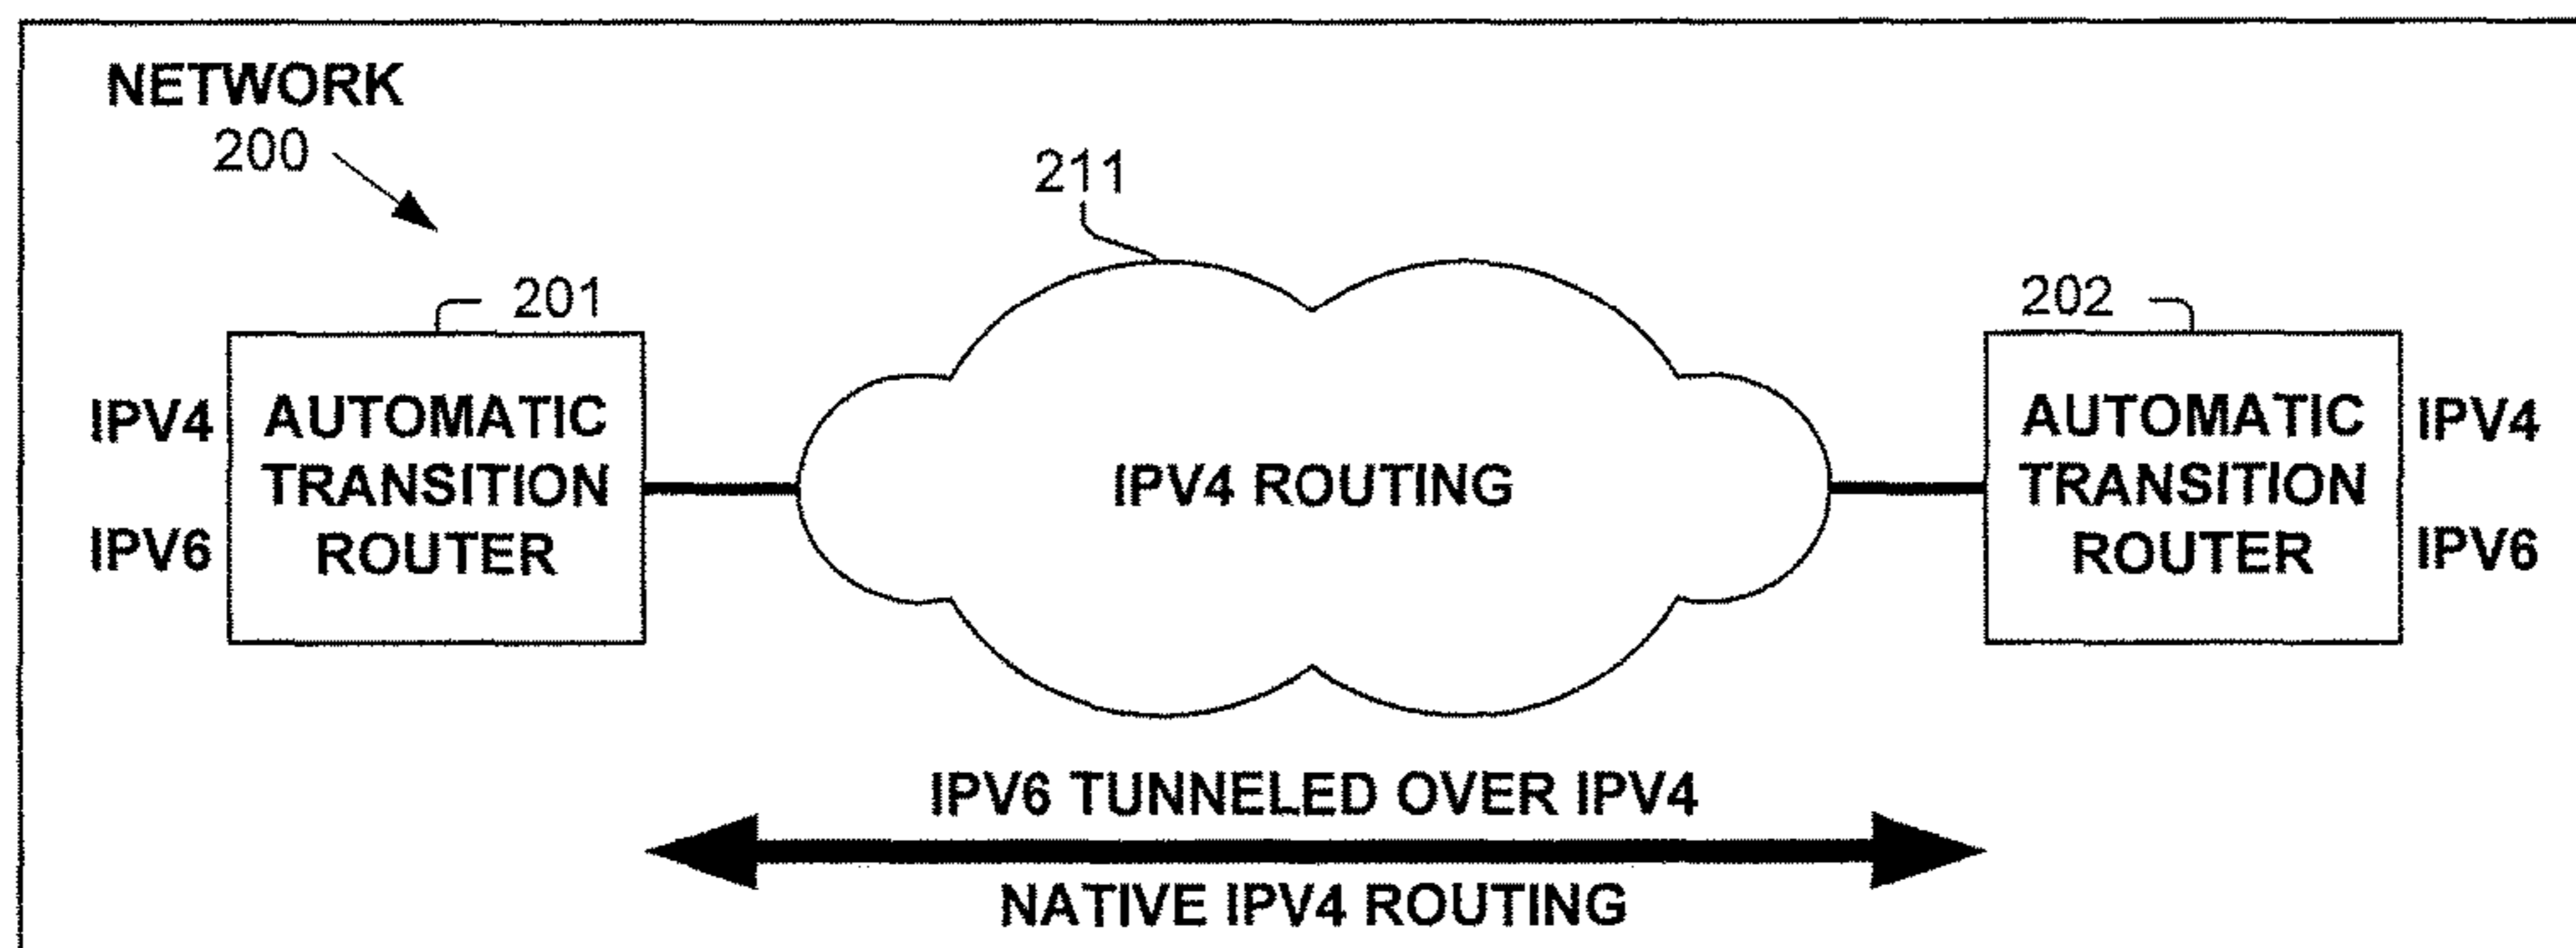 NETWORK
200
211
201
202
IPV4
IPV6
AUTOMATIC
TRANSITION
ROUTER
IPV4 ROUTING
AUTOMATIC
TRANSITION
ROUTER
IPV4
IPV6
IPV6 TUNNELED OVER IPV4
NATIVE IPV4 ROUTING